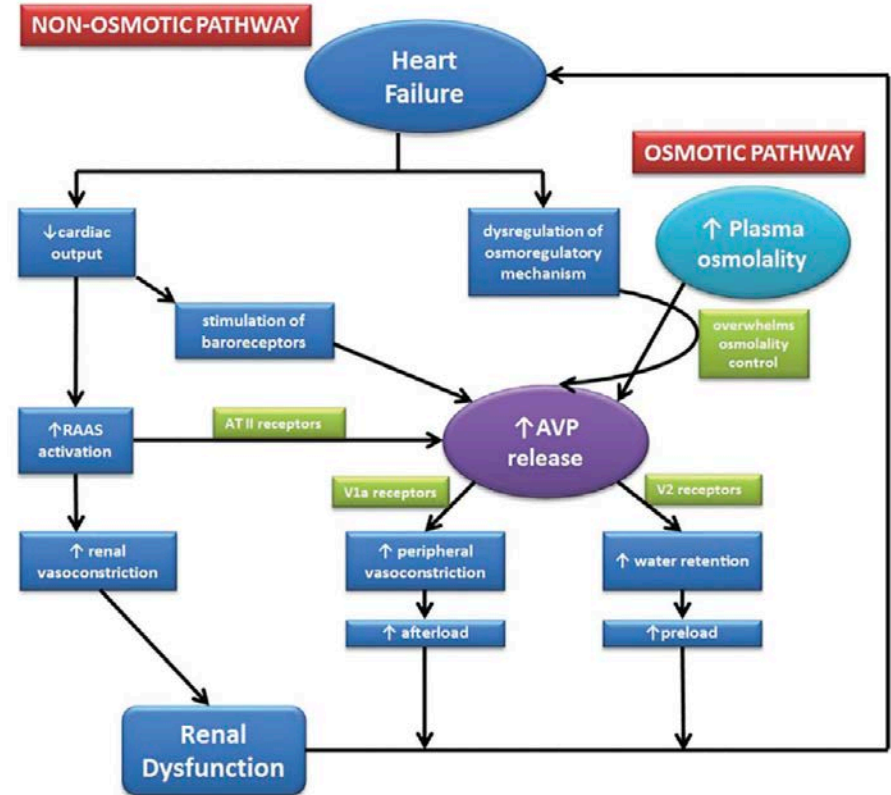 NON-OSMOTIC PATHWAY
Heart
Failure
OSMOTIC PATHWAY
↓cardiac
output
dysregulation of
osmoregulatory
mechanism
↑ Plasma
osmolality
stimulation of
baroreceptors
overwhelms
osmolality
control
↑RAAS
activation
AT II receptors
↑AVP
release
V1a receptors
V2 receptors
↑ renal
vasoconstriction
↑ peripheral
vasoconstriction
↑ water retention
↑ afterload
↑preload
Renal
Dysfunction